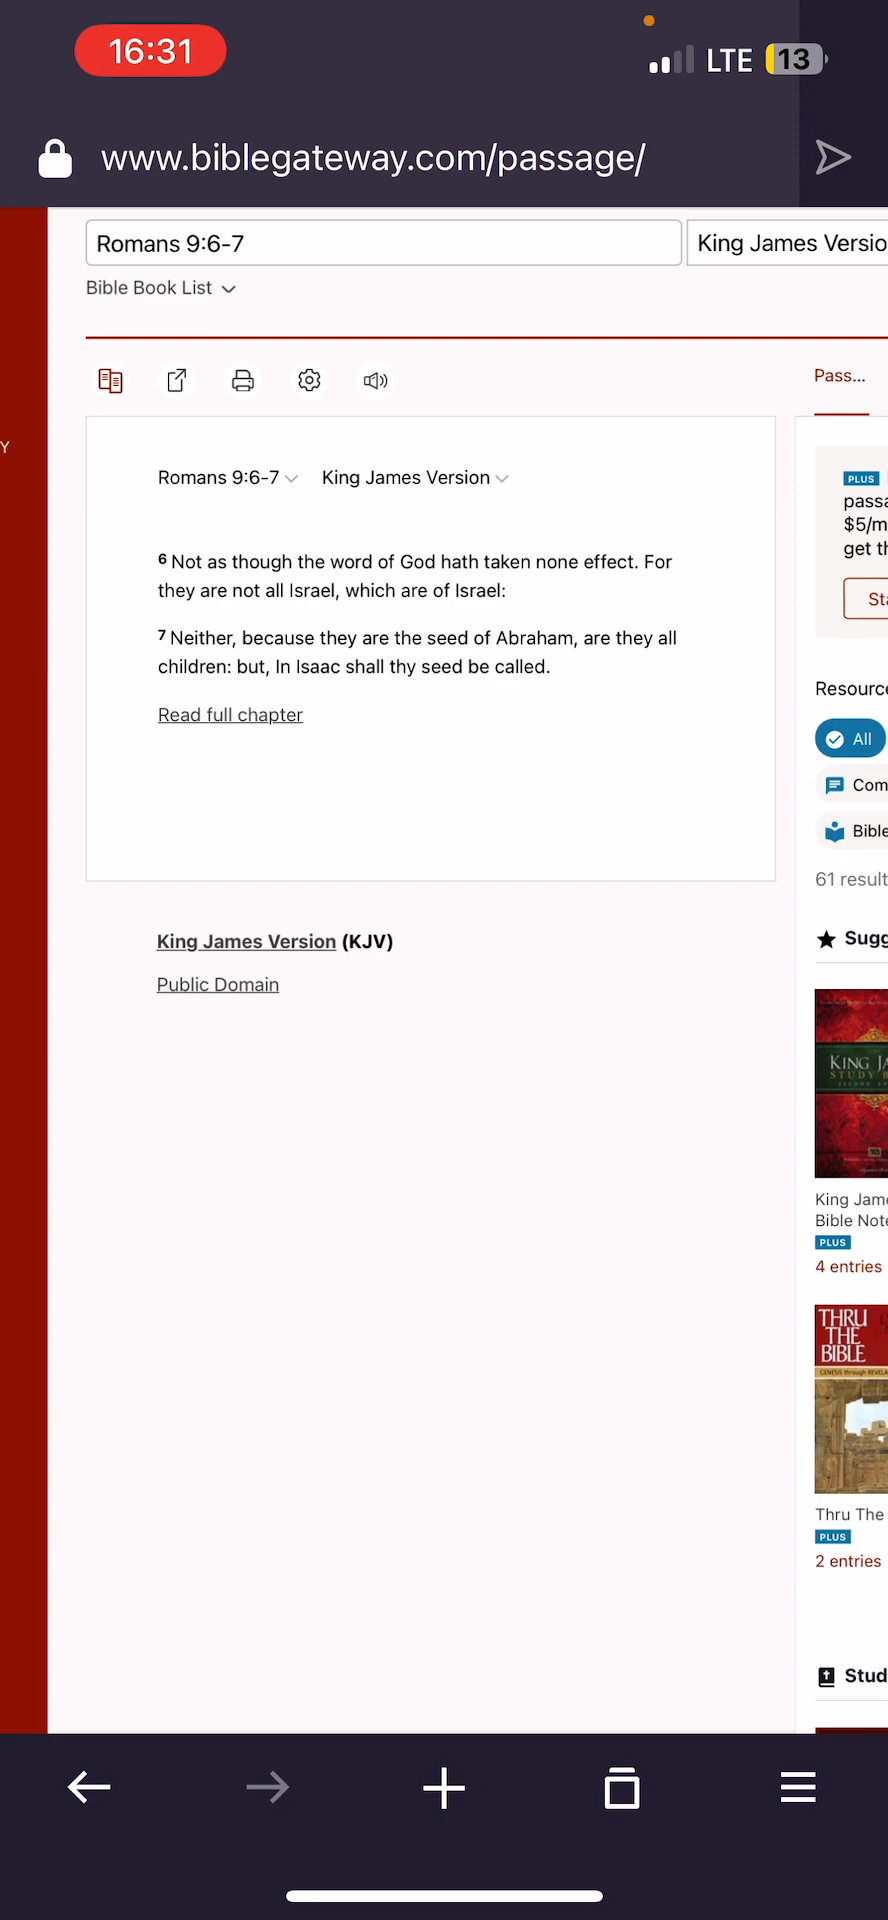 16:31
LTE 13
www.biblegateway.com/passage/
Romans 9:6-7
King James Versio
Bible Book List
Pass...
Y
Romans 9:6-7 King James Version
PLUS
passa
$5/m
get th
Sta
6 Not as though the word of God hath taken none effect. For
they are not all Israel, which are of Israel:
7 Neither, because they are the seed of Abraham, are they all
children: but, In Isaac shall thy seed be called.
Read full chapter
Resource
All
Com
Bible
61 result
King James Version (KJV)
Public Domain
Sugg
KING JA
STUDY B
King Jame
Bible Note
PLUS
4 entries
THRU
THE
BIBLE
GENESIS through REVELA
Thru The
PLUS
2 entries
Stud